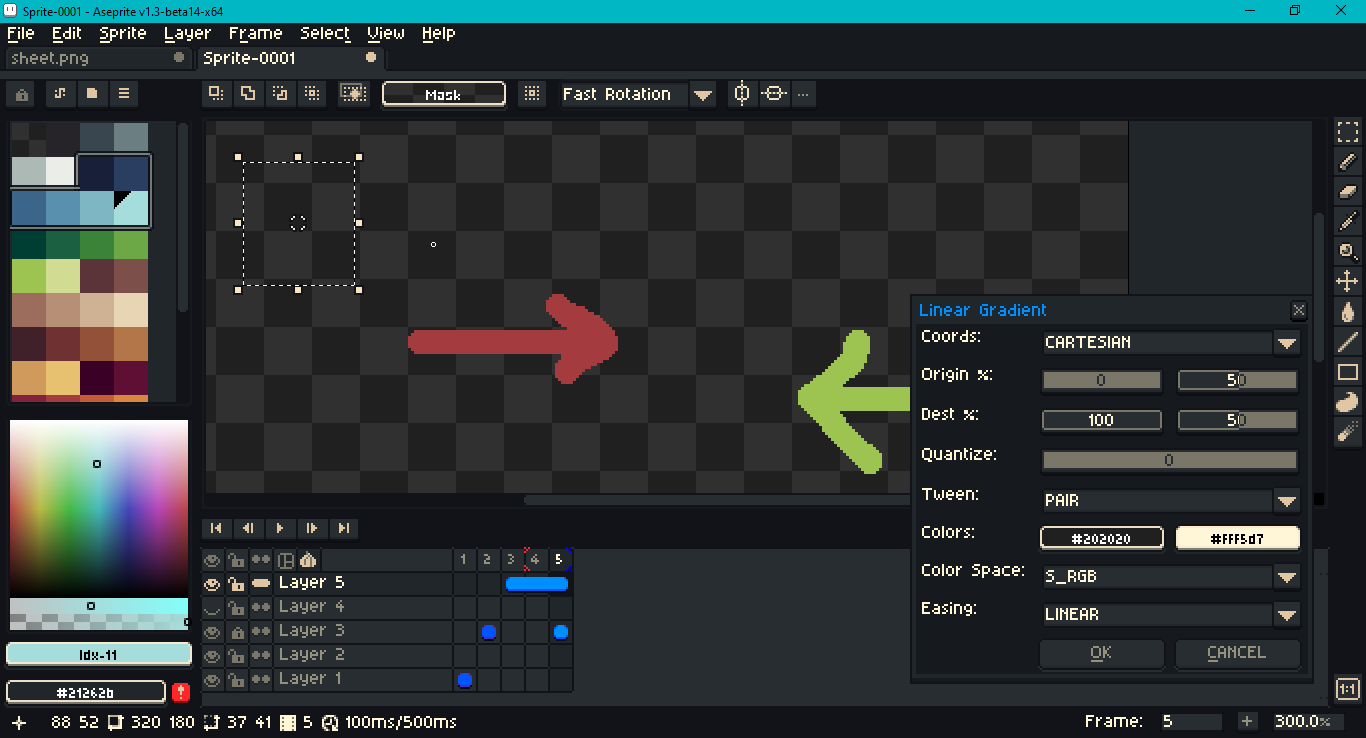 Sprite-0001 - Aseprite v1.3-beta14-x64
File Edit Sprite Layer Frame Select View Help
sheet.png Sprite-0001
Mask Fast Rotation ...
Linear Gradient
Coords: CARTESIAN
Origin %: 0 50
Dest %: 100 50
Quantize: 0
Tween: PAIR
Colors: #202020 #FFF5d7
Color Space: S_RGB
Easing: LINEAR
OK CANCEL
1 2 3 4 5
Layer 5
Layer 4
Layer 3
Layer 2
Layer 1
Idx-11
#21262b
1:1
88 52 320 180 37 41 5 100ms/500ms Frame: 5 + 300.0%